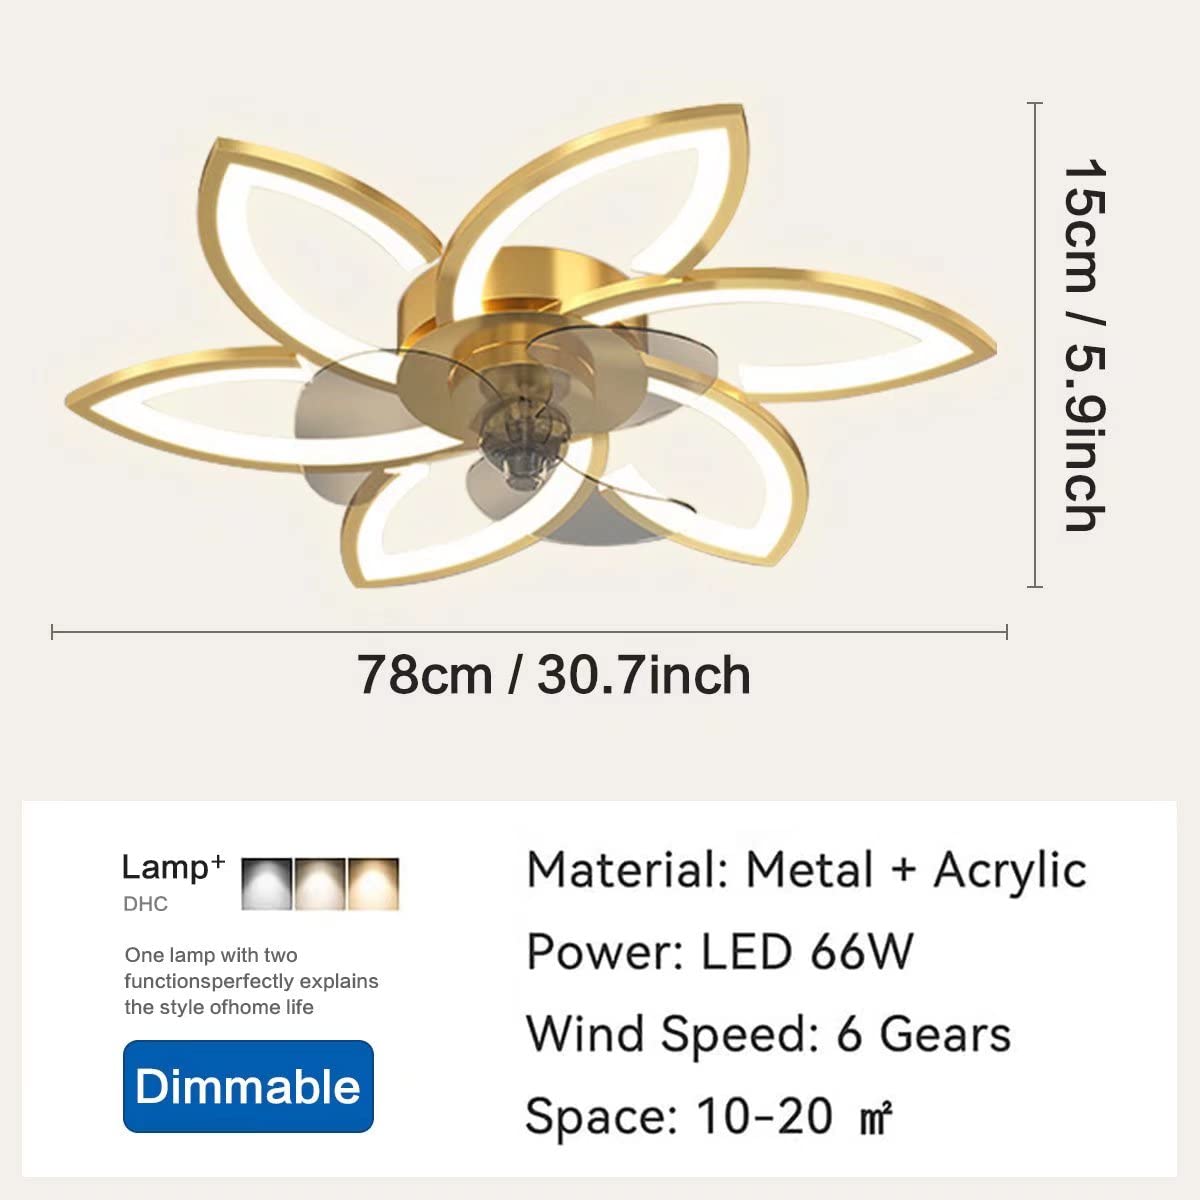 15cm / 5.9inch
78cm / 30.7inch
Lamp⁺
DHC
One lamp with two
functionsperfectly explains
the style ofhome life
Dimmable
Material: Metal + Acrylic
Power: LED 66W
Wind Speed: 6 Gears
Space: 10-20 ㎡